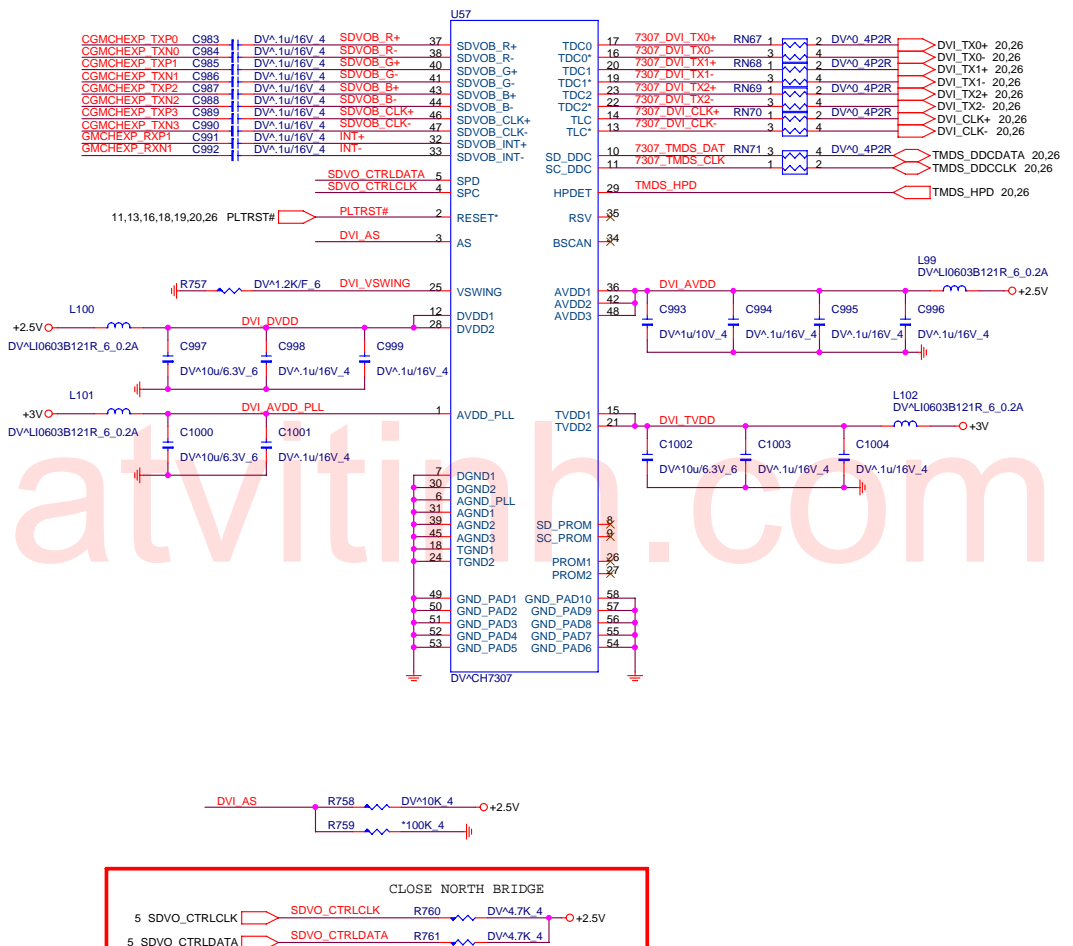 U57
CGMCHEXP_TXP0 C983 DV^.1u/16V_4 SDVOB_R+ 37 SDVOB_R+
CGMCHEXP_TXN0 C984 DV^.1u/16V_4 SDVOB_R- 38 SDVOB_R-
CGMCHEXP_TXP1 C985 DV^.1u/16V_4 SDVOB_G+ 40 SDVOB_G+
CGMCHEXP_TXN1 C986 DV^.1u/16V_4 SDVOB_G- 41 SDVOB_G-
CGMCHEXP_TXP2 C987 DV^.1u/16V_4 SDVOB_B+ 43 SDVOB_B+
CGMCHEXP_TXN2 C988 DV^.1u/16V_4 SDVOB_B- 44 SDVOB_B-
CGMCHEXP_TXP3 C989 DV^.1u/16V_4 SDVOB_CLK+ 46 SDVOB_CLK+
CGMCHEXP_TXN3 C990 DV^.1u/16V_4 SDVOB_CLK- 47 SDVOB_CLK-
GMCHEXP_RXP1 C991 DV^.1u/16V_4 INT+ 32 SDVOB_INT+
GMCHEXP_RXN1 C992 DV^.1u/16V_4 INT- 33 SDVOB_INT-
TDC0 17 7307_DVI_TX0+ RN67 1 2 DV^0_4P2R DVI_TX0+ 20,26
TDC0* 16 7307_DVI_TX0- 3 4 DVI_TX0- 20,26
TDC1 20 7307_DVI_TX1+ RN68 1 2 DV^0_4P2R DVI_TX1+ 20,26
TDC1* 19 7307_DVI_TX1- 3 4 DVI_TX1- 20,26
TDC2 23 7307_DVI_TX2+ RN69 1 2 DV^0_4P2R DVI_TX2+ 20,26
TDC2* 22 7307_DVI_TX2- 3 4 DVI_TX2- 20,26
TLC 14 7307_DVI_CLK+ RN70 1 2 DV^0_4P2R DVI_CLK+ 20,26
TLC* 13 7307_DVI_CLK- 3 4 DVI_CLK- 20,26
SD_DDC 10 7307_TMDS_DAT RN71 3 4 DV^0_4P2R TMDS_DDCDATA 20,26
SC_DDC 11 7307_TMDS_CLK 1 2 TMDS_DDCCLK 20,26
SDVO_CTRLDATA 5 SPD
SDVO_CTRLCLK 4 SPC
HPDET 29 TMDS_HPD TMDS_HPD 20,26
11,13,16,18,19,20,26 PLTRST# PLTRST# 2 RESET*
RSV 35
DVI_AS 3 AS
BSCAN 34
R757 DV^1.2K/F_6 DVI_VSWING 25 VSWING
L99
DV^LI0603B121R_6_0.2A
AVDD1 36 DVI_AVDD +2.5V
AVDD2 42
AVDD3 48
C993 C994 C995 C996
DV^1u/10V_4 DV^.1u/16V_4 DV^.1u/16V_4 DV^.1u/16V_4
L100
+2.5V DVI_DVDD 12 DVDD1
28 DVDD2
DV^LI0603B121R_6_0.2A
C997 C998 C999
DV^10u/6.3V_6 DV^.1u/16V_4 DV^.1u/16V_4
L101
+3V DVI_AVDD_PLL 1 AVDD_PLL
DV^LI0603B121R_6_0.2A
C1000 C1001
DV^10u/6.3V_6 DV^.1u/16V_4
L102
DV^LI0603B121R_6_0.2A
TVDD1 15
TVDD2 21 DVI_TVDD +3V
C1002 C1003 C1004
DV^10u/6.3V_6 DV^.1u/16V_4 DV^.1u/16V_4
7 DGND1
30 DGND2
6 AGND_PLL
31 AGND1
39 AGND2
45 AGND3
18 TGND1
24 TGND2
SD_PROM 8
SC_PROM 9
PROM1 26
PROM2 27
49 GND_PAD1 GND_PAD10 58
50 GND_PAD2 GND_PAD9 57
51 GND_PAD3 GND_PAD8 56
52 GND_PAD4 GND_PAD7 55
53 GND_PAD5 GND_PAD6 54
DV^CH7307
atvitinh.com
DVI_AS R758 DV^10K_4 +2.5V
R759 *100K_4
CLOSE NORTH BRIDGE
5 SDVO_CTRLCLK SDVO_CTRLCLK R760 DV^4.7K_4 +2.5V
5 SDVO_CTRLDATA SDVO_CTRLDATA R761 DV^4.7K_4